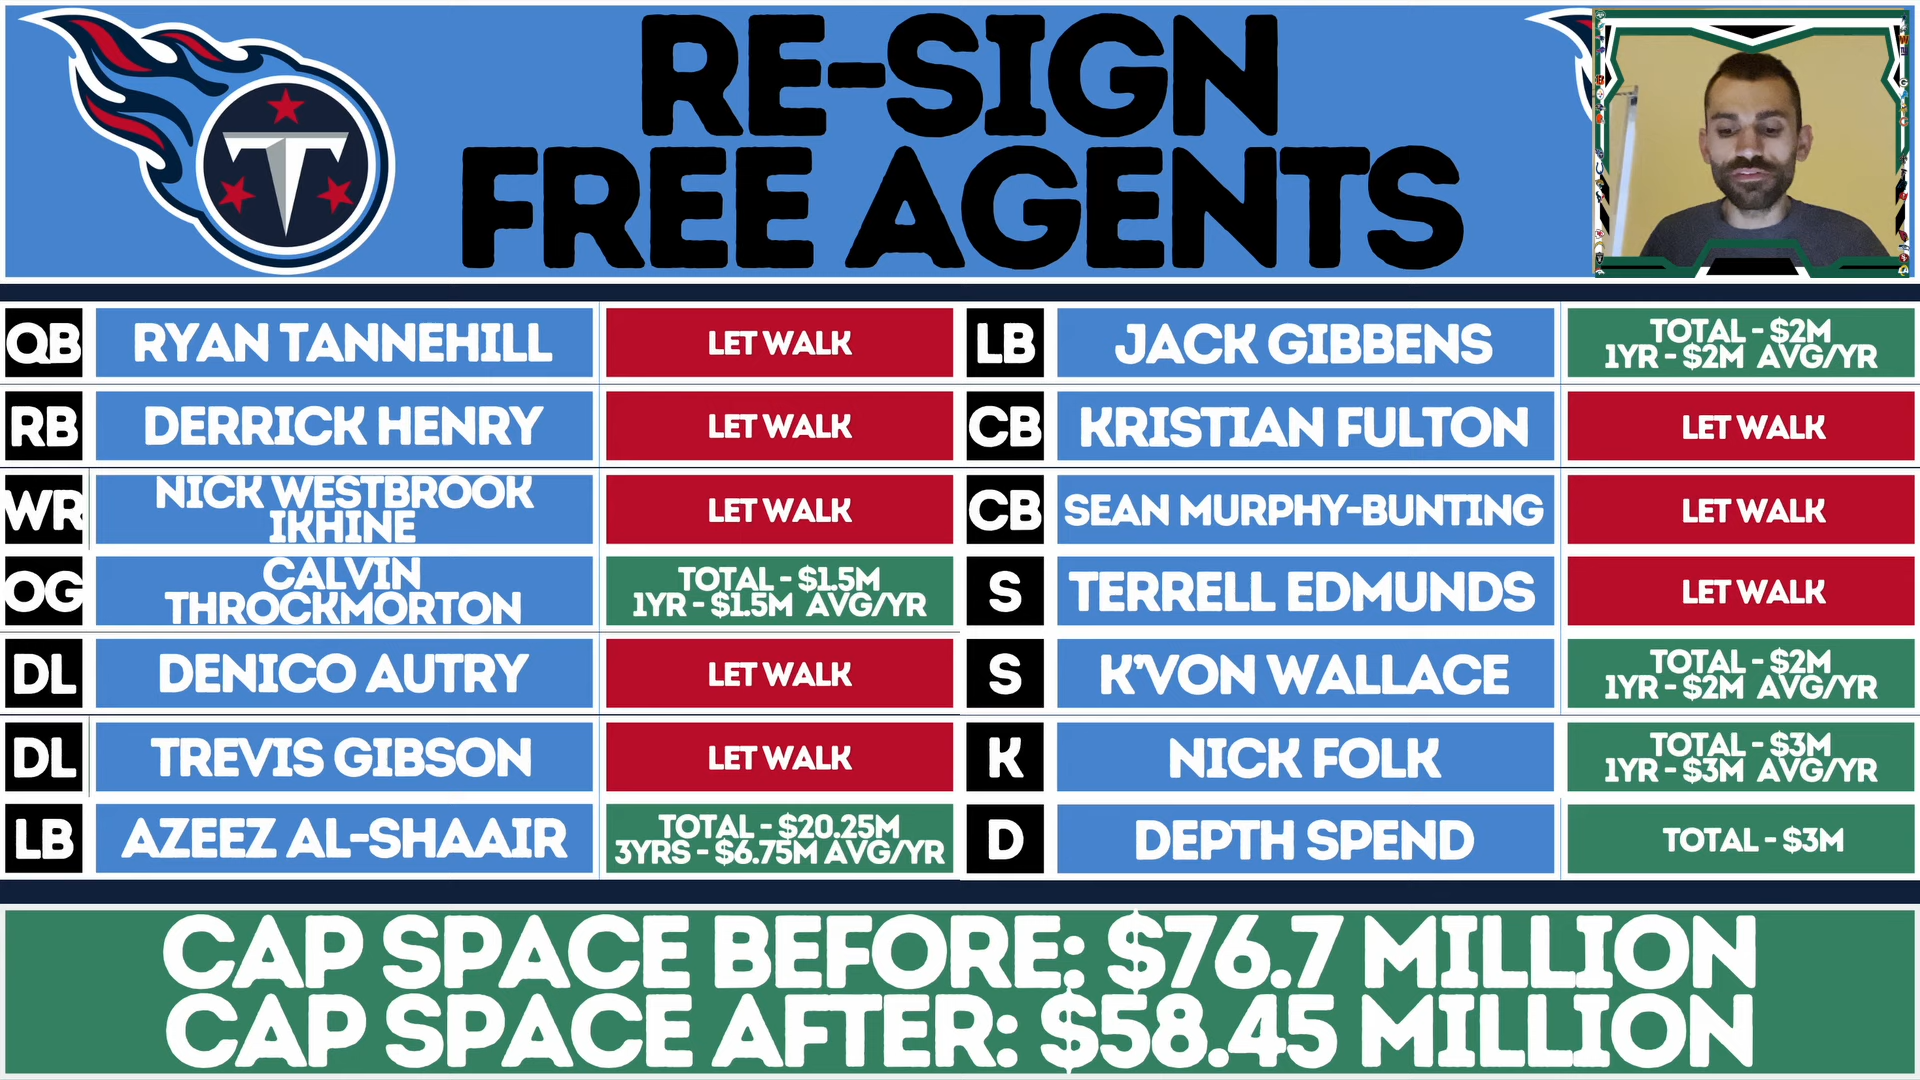 RE-SIGN
FREE AGENTS
QB RYAN TANNEHILL LET WALK
RB DERRICK HENRY LET WALK
WR NICK WESTBROOK
IKHINE LET WALK
OG CALVIN
THROCKMORTON TOTAL - $1.5M
1YR - $1.5M AVG/YR
DL DENICO AUTRY LET WALK
DL TREVIS GIBSON LET WALK
LB AZEEZ AL-SHAAIR TOTAL - $20.25M
3YRS - $6.75M AVG/YR
LB JACK GIBBENS TOTAL - $2M
1YR - $2M AVG/YR
CB KRISTIAN FULTON LET WALK
CB SEAN MURPHY-BUNTING LET WALK
S TERRELL EDMUNDS LET WALK
S K'VON WALLACE TOTAL - $2M
1YR - $2M AVG/YR
K NICK FOLK TOTAL - $3M
1YR - $3M AVG/YR
D DEPTH SPEND TOTAL - $3M
CAP SPACE BEFORE: $76.7 MILLION
CAP SPACE AFTER: $58.45 MILLION